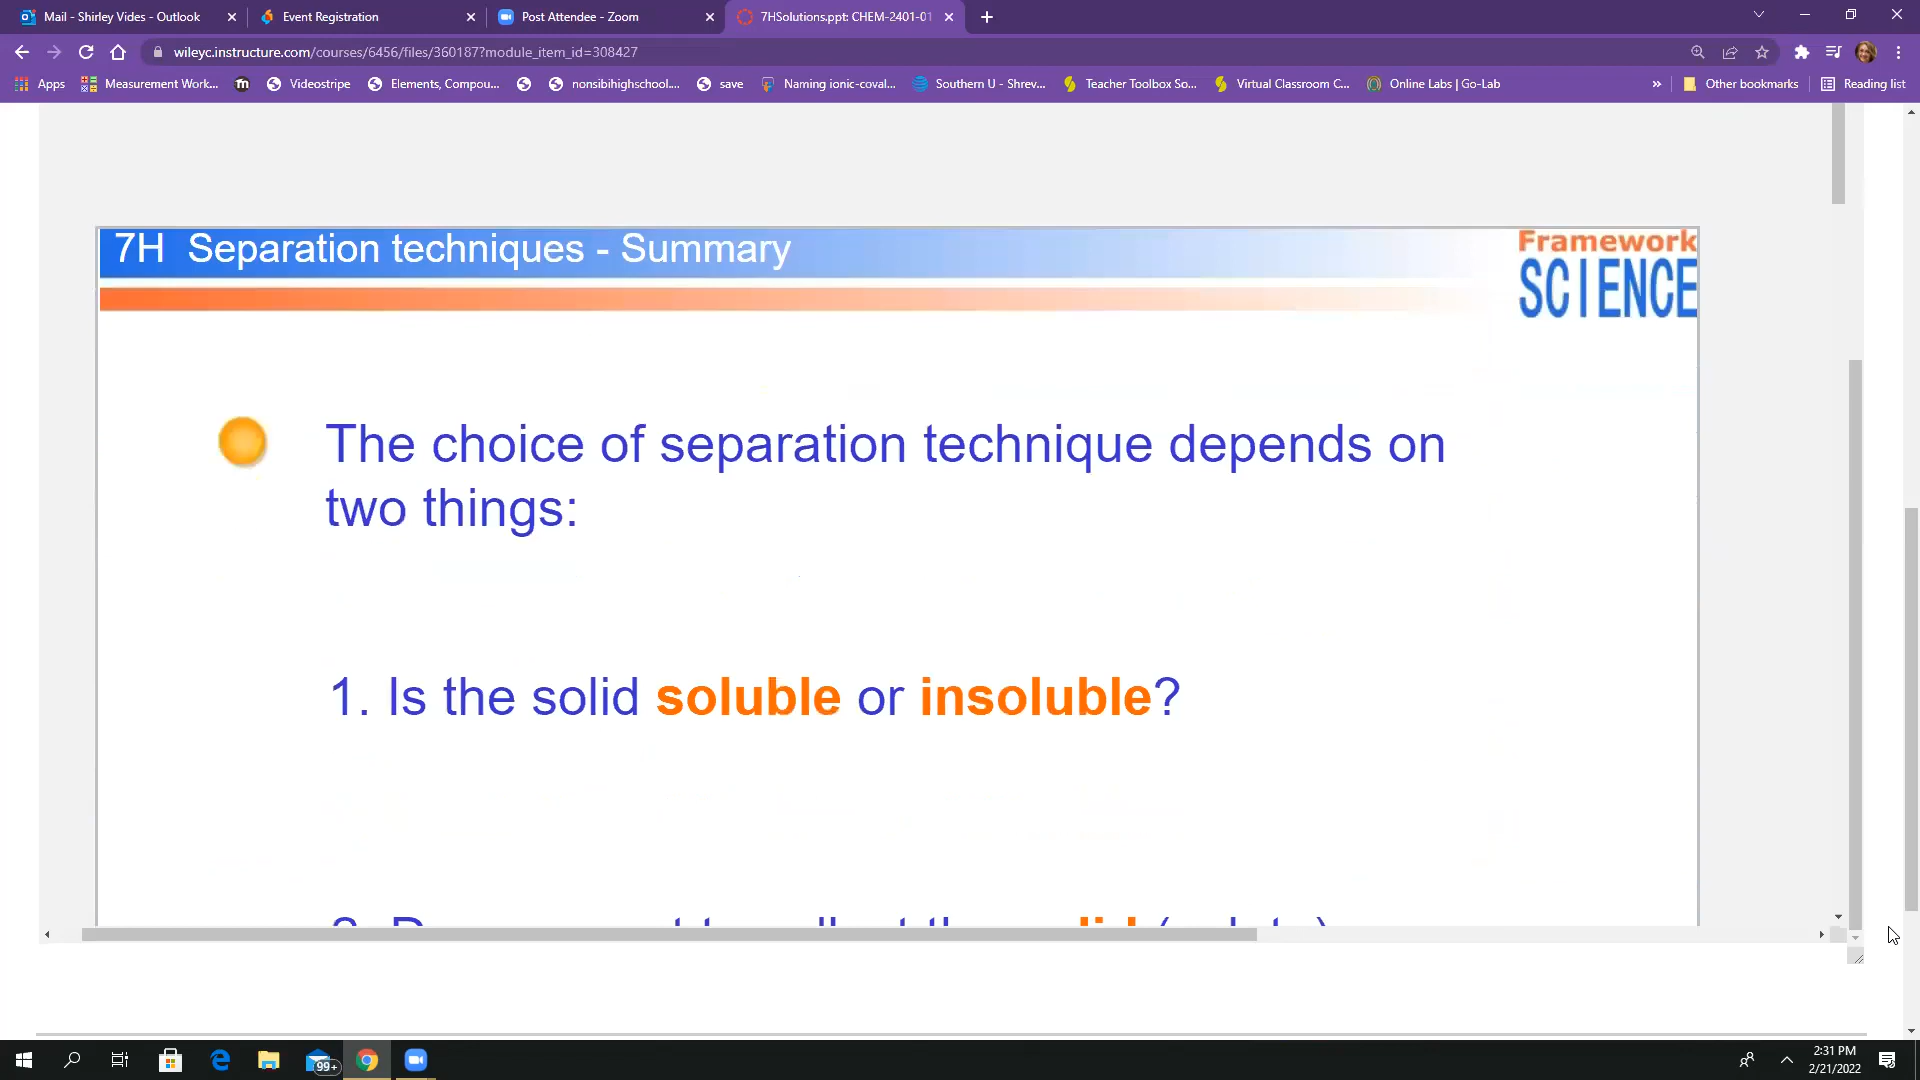 Mail - Shirley Vides - Outlook
Event Registration
Post Attendee - Zoom
7HSolutions.ppt: CHEM-2401-01
wileyc.instructure.com/courses/6456/files/360187?module_item_id=308427
Apps
Measurement Work...
Videostripe
Elements, Compou...
nonsibihighschool....
save
Naming ionic-coval...
Southern U - Shrev...
Teacher Toolbox So...
Virtual Classroom C...
Online Labs | Go-Lab
Other bookmarks
Reading list
7H Separation techniques - Summary
Framework
SCIENCE
The choice of separation technique depends on
two things:
1. Is the solid soluble or insoluble?
99+
2:31 PM
2/21/2022